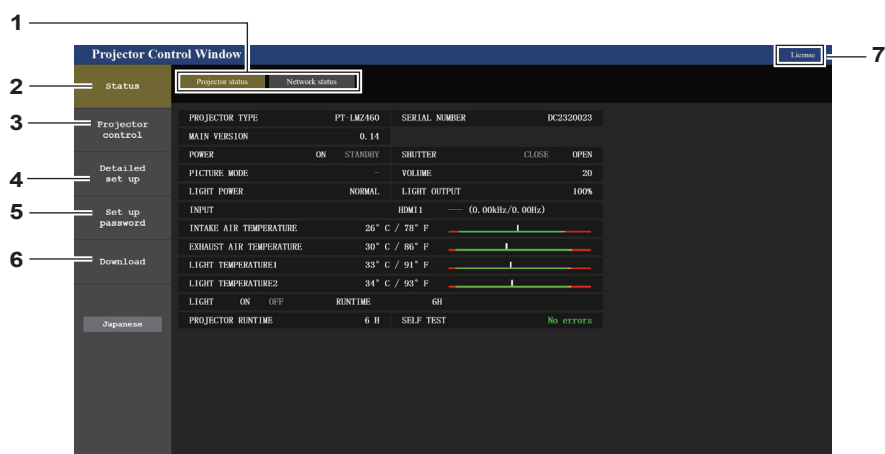 1
Projector Control Window
License
7
2
Status
Projector status
Network status
3
Projector
control
4
Detailed
set up
5
Set up
password
6
Download
Japanese
PROJECTOR TYPE PT-LMZ460 SERIAL NUMBER DC2320023
MAIN VERSION 0.14
POWER ON STANDBY SHUTTER CLOSE OPEN
PICTURE MODE - VOLUME 20
LIGHT POWER NORMAL LIGHT OUTPUT 100%
INPUT HDMI1 --- (0.00kHz/0.00Hz)
INTAKE AIR TEMPERATURE 26° C / 78° F
EXHAUST AIR TEMPERATURE 30° C / 86° F
LIGHT TEMPERATURE1 33° C / 91° F
LIGHT TEMPERATURE2 34° C / 93° F
LIGHT ON OFF RUNTIME 6H
PROJECTOR RUNTIME 6 H SELF TEST No errors